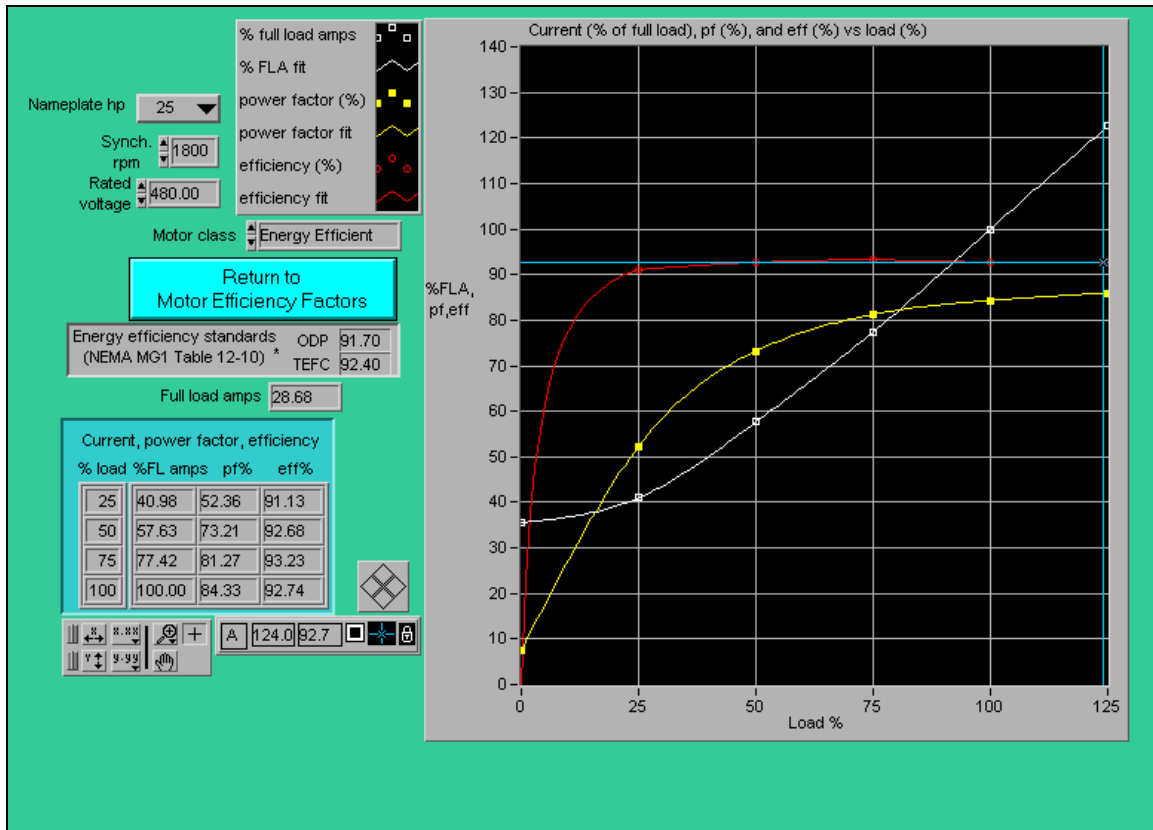 Nameplate hp 25
Synch. rpm 1800
Rated voltage 480.00
% full load amps
% FLA fit
power factor (%)
power factor fit
efficiency (%)
efficiency fit
Motor class Energy Efficient
Return to
Motor Efficiency Factors
Energy efficiency standards ODP 91.70
(NEMA MG1 Table 12-10) * TEFC 92.40
Full load amps 28.68
Current, power factor, efficiency
% load %FL amps pf% eff%
25 40.98 52.36 91.13
50 57.63 73.21 92.68
75 77.42 81.27 93.23
100 100.00 84.33 92.74
X X.XX
Y Y.YY
A 124.0 92.7
Current (% of full load), pf (%), and eff (%) vs load (%)
%FLA,
pf,eff
140
130
120
110
100
90
80
70
60
50
40
30
20
10
0
0 25 50 75 100 125
Load %